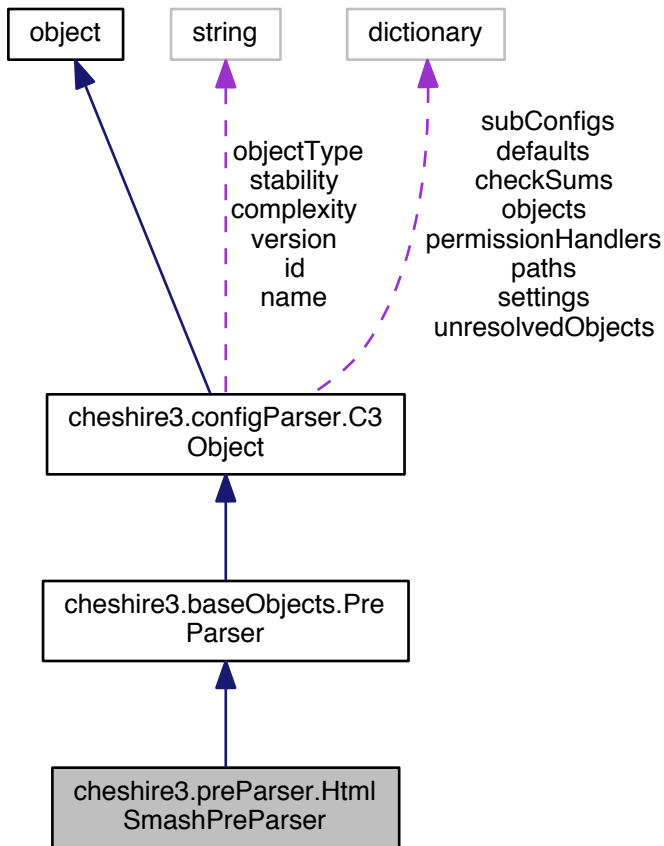 object
string
dictionary
objectType
stability
complexity
version
id
name
subConfigs
defaults
checkSums
objects
permissionHandlers
paths
settings
unresolvedObjects
cheshire3.configParser.C3
Object
cheshire3.baseObjects.Pre
Parser
cheshire3.preParser.Html
SmashPreParser